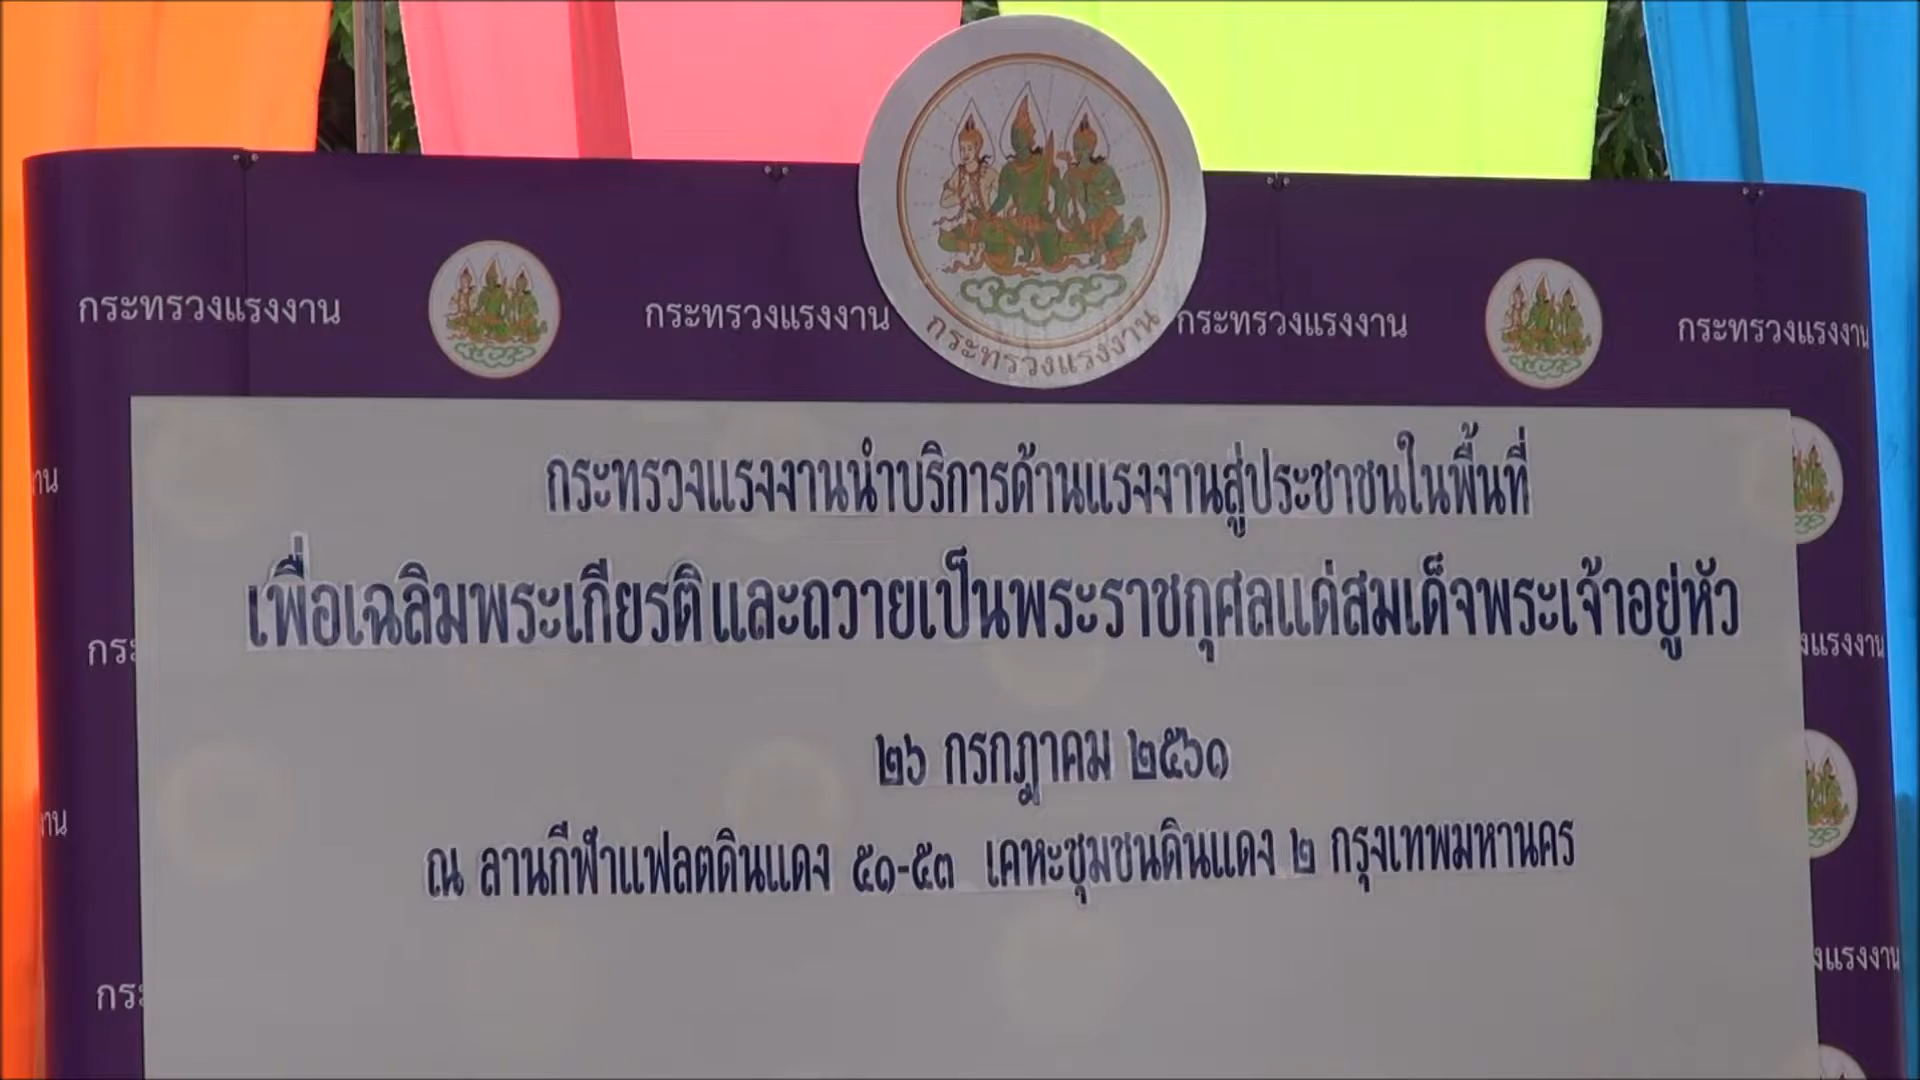 กระทรวงแรงงาน กระทรวงแรงงาน กระทรวงแรงงาน กระทรวงแรงงาน
กระทรวงแรงงาน
กระทรวงแรงงานนำบริการด้านแรงงานสู่ประชาชนในพื้นที่
เพื่อเฉลิมพระเกียรติและถวายเป็นพระราชกุศลแด่สมเด็จพระเจ้าอยู่หัว
๒๖ กรกฎาคม ๒๕๖๑
ณ ลานกีฬาแฟลตดินแดง ๕๑-๕๓ เคหะชุมชนดินแดง ๒ กรุงเทพมหานคร